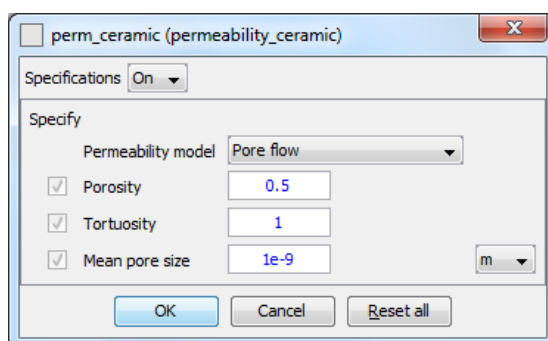 perm_ceramic (permeability_ceramic)
Specifications On
Specify
Permeability model Pore flow
Porosity 0.5
Tortuosity 1
Mean pore size 1e-9 m
OK Cancel Reset all